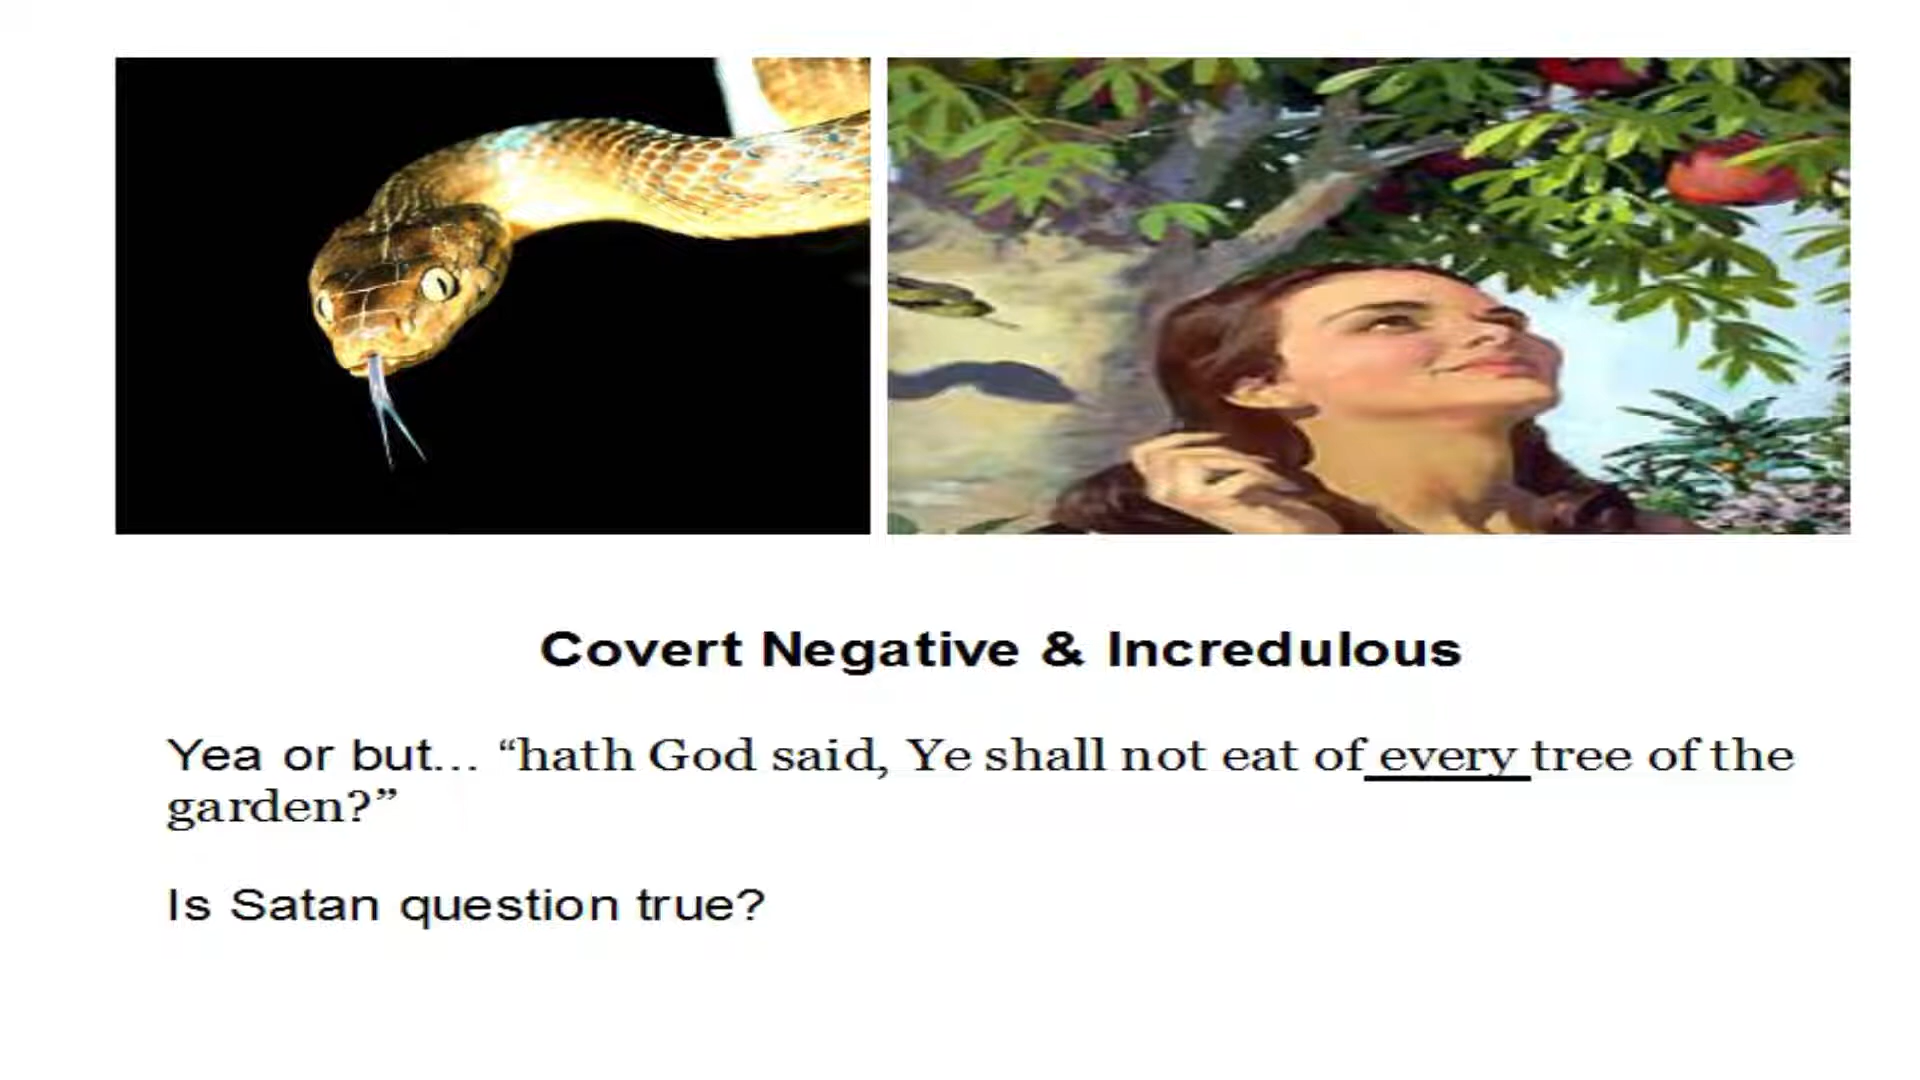 Covert Negative & Incredulous
Yea or but... “hath God said, Ye shall not eat of every tree of the
garden?”
Is Satan question true?